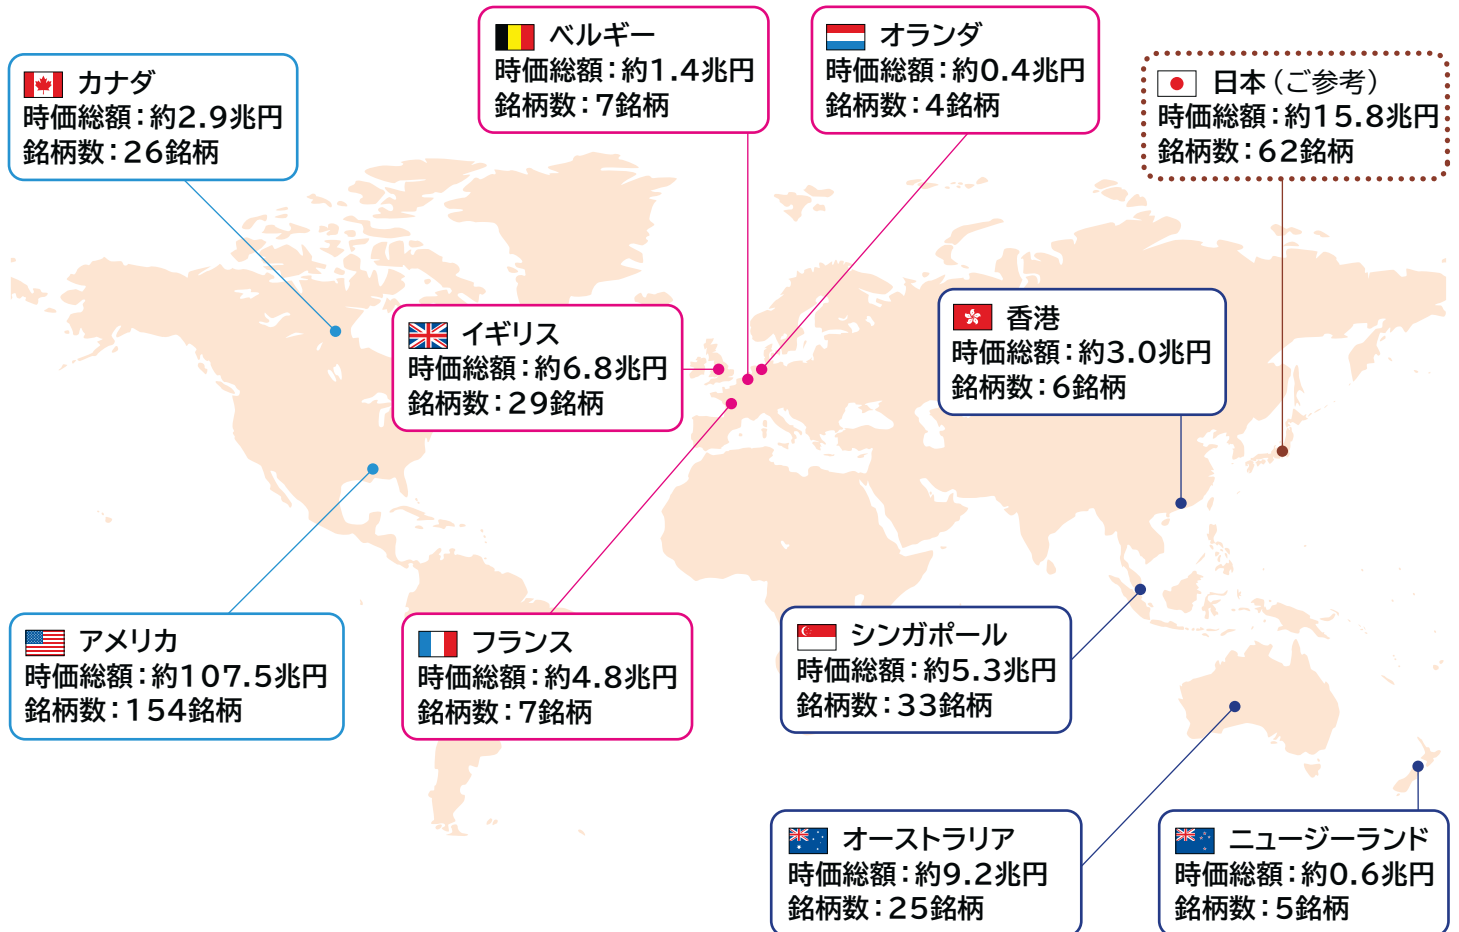 カナダ
時価総額：約2.9兆円
銘柄数：26銘柄
ベルギー
時価総額：約1.4兆円
銘柄数：7銘柄
オランダ
時価総額：約0.4兆円
銘柄数：4銘柄
日本（ご参考）
時価総額：約15.8兆円
銘柄数：62銘柄
イギリス
時価総額：約6.8兆円
銘柄数：29銘柄
香港
時価総額：約3.0兆円
銘柄数：6銘柄
アメリカ
時価総額：約107.5兆円
銘柄数：154銘柄
フランス
時価総額：約4.8兆円
銘柄数：7銘柄
シンガポール
時価総額：約5.3兆円
銘柄数：33銘柄
オーストラリア
時価総額：約9.2兆円
銘柄数：25銘柄
ニュージーランド
時価総額：約0.6兆円
銘柄数：5銘柄